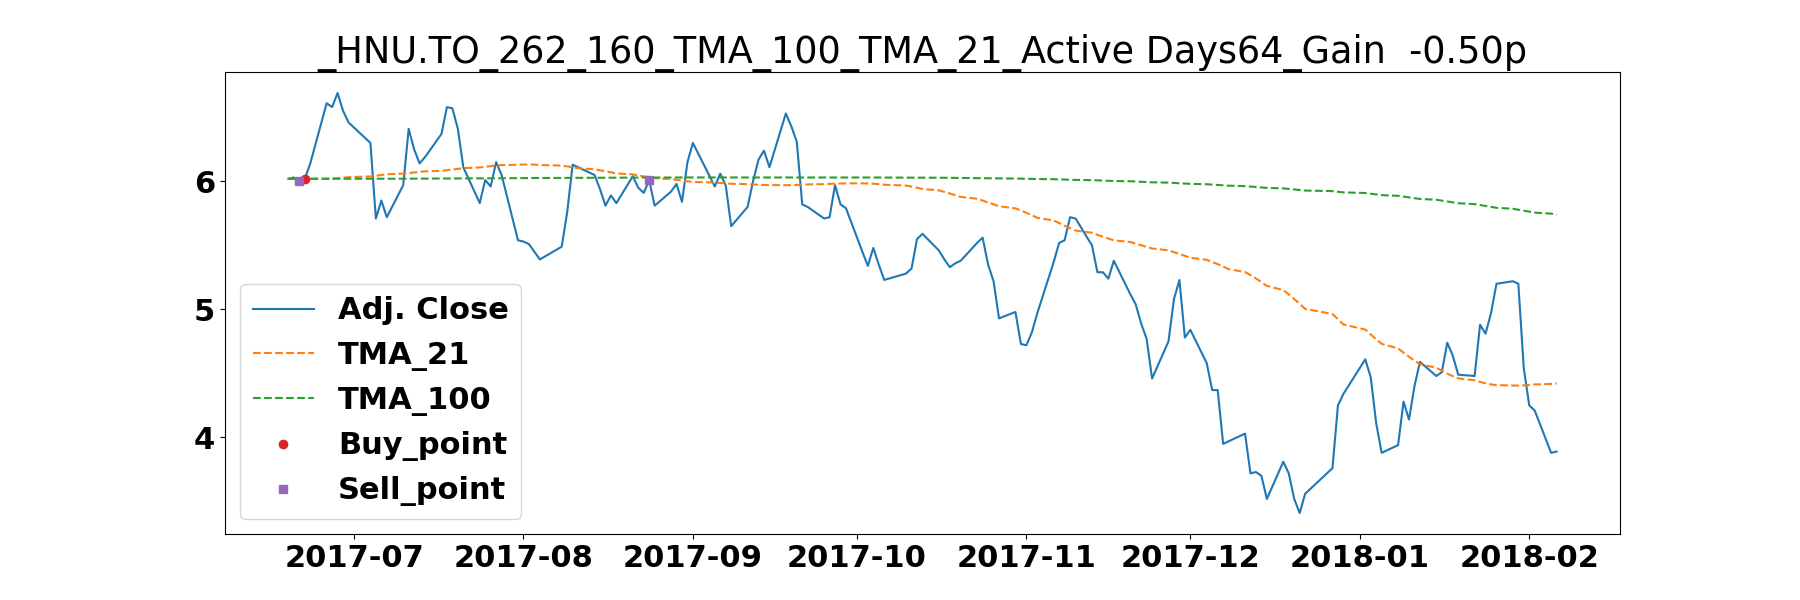 _HNU.TO_262_160_TMA_100_TMA_21_Active Days64_Gain  -0.50p
6
5
4
Adj. Close
TMA_21
TMA_100
Buy_point
Sell_point
2017-07 2017-08 2017-09 2017-10 2017-11 2017-12 2018-01 2018-02